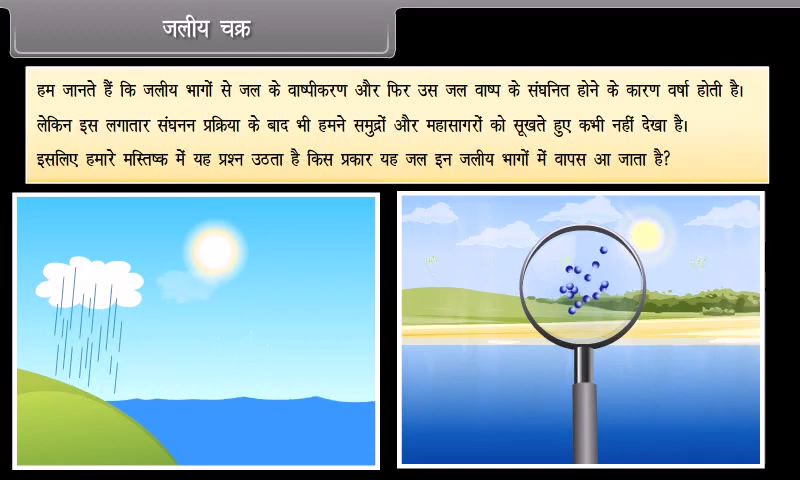 जलीय चक्र
हम जानते हैं कि जलीय भागों से जल के वाष्पीकरण और फिर उस जल वाष्प के संघनित होने के कारण वर्षा होती है।
लेकिन इस लगातार संघनन प्रक्रिया के बाद भी हमने समुद्रों और महासागरों को सूखते हुए कभी नहीं देखा है।
इसलिए हमारे मस्तिष्क में यह प्रश्न उठता है किस प्रकार यह जल इन जलीय भागों में वापस आ जाता है?